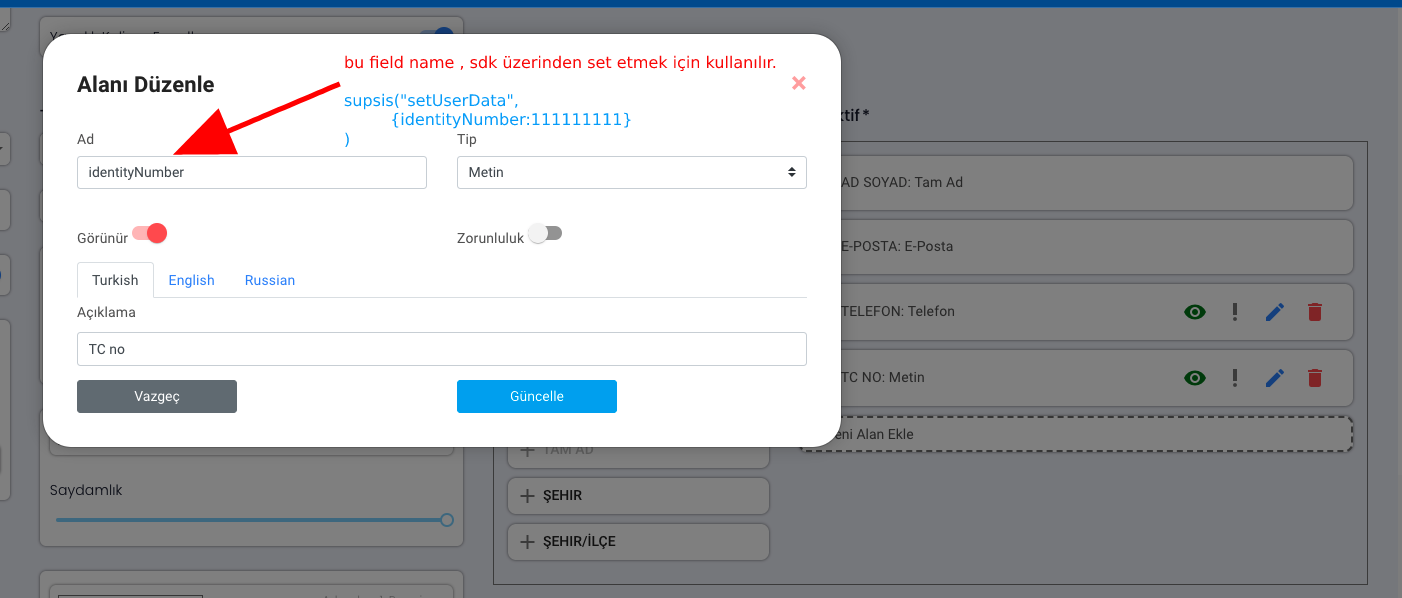 bu field name , sdk üzerinden set etmek için kullanılır.
Alanı Düzenle
supsis("setUserData",
{identityNumber:111111111}
)
Ad
Tip
identityNumber
Metin
Görünür
Zorunluluk
Turkish English Russian
Açıklama
TC no
Vazgeç
Güncelle
ktif *
AD SOYAD: Tam Ad
E-POSTA: E-Posta
TELEFON: Telefon
TC NO: Metin
eni Alan Ekle
TAM AD
ŞEHIR
ŞEHIR/İLÇE
Saydamlık